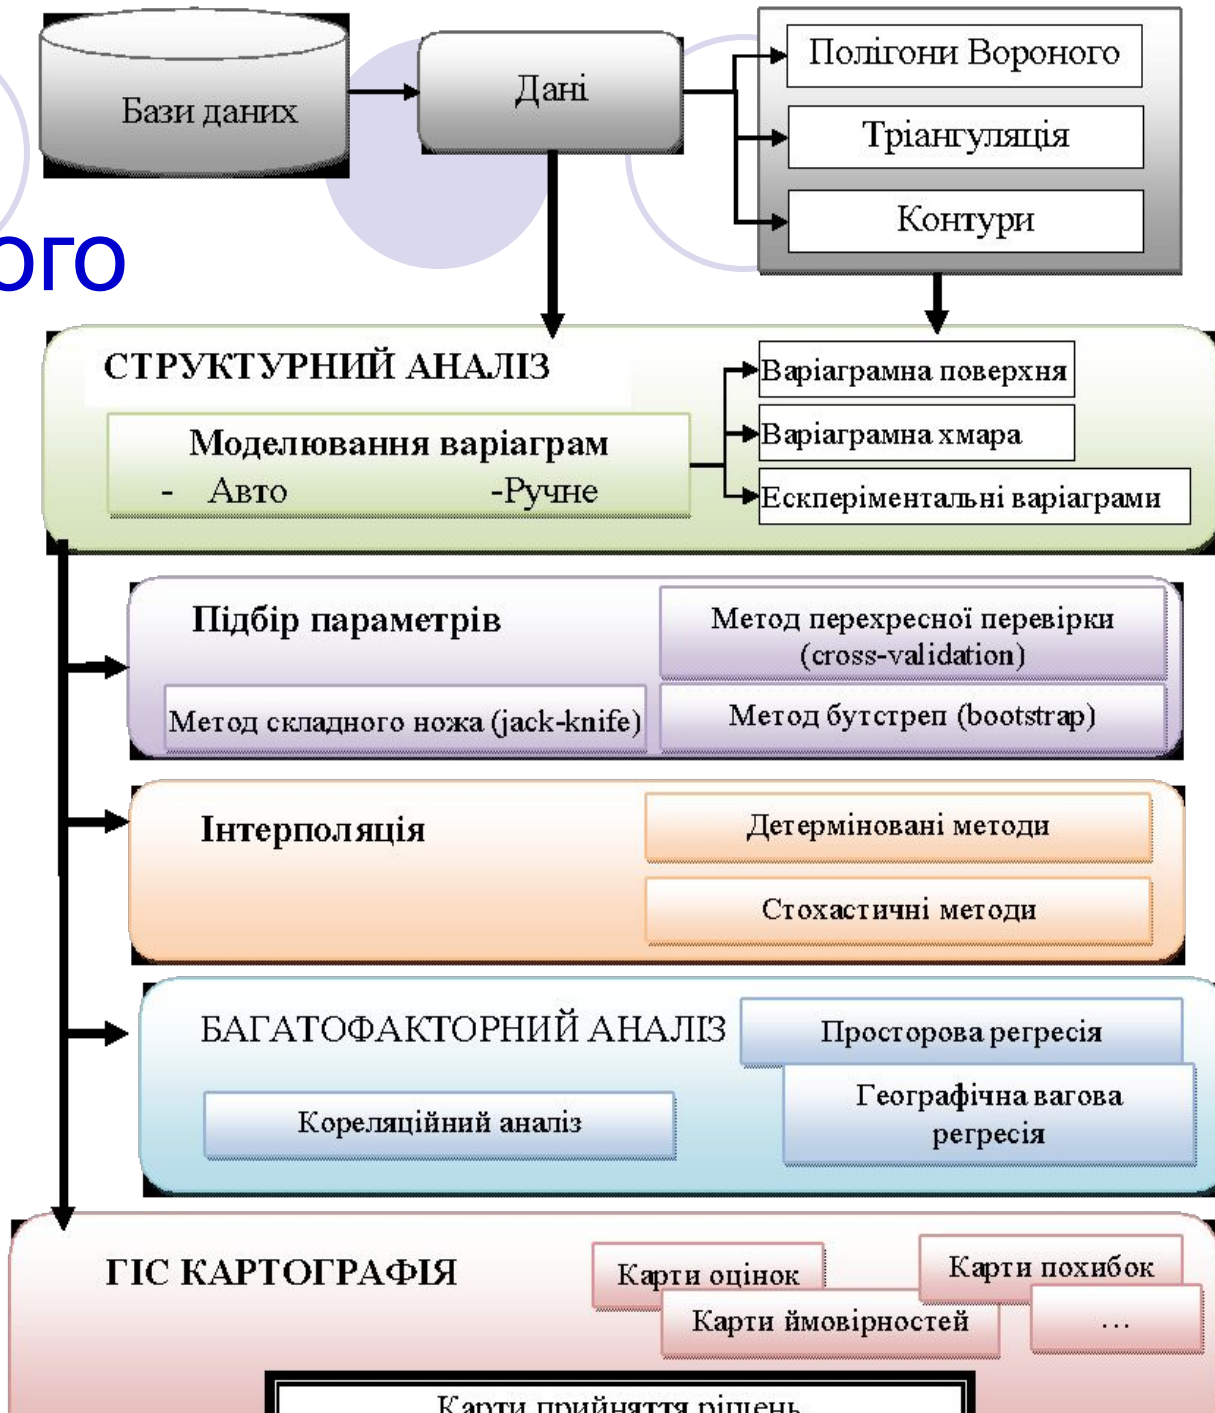 Бази даних
Дані
Полігони Вороного
Тріангуляція
Контури
ого
СТРУКТУРНИЙ АНАЛІЗ
Моделювання варіаграм
- Авто -Ручне
Варіаграмна поверхня
Варіаграмна хмара
Ескперіментальні варіаграми
Підбір параметрів
Метод перехресної перевірки
(cross-validation)
Метод складного ножа (jack-knife)
Метод бутстреп (bootstrap)
Інтерполяція
Детерміновані методи
Стохастичні методи
БАГАТОФАКТОРНИЙ АНАЛІЗ
Просторова регресія
Кореляційний аналіз
Географічна вагова
регресія
ГІС КАРТОГРАФІЯ
Карти оцінок
Карти похибок
Карти ймовірностей
...
Карти прийняття рішень